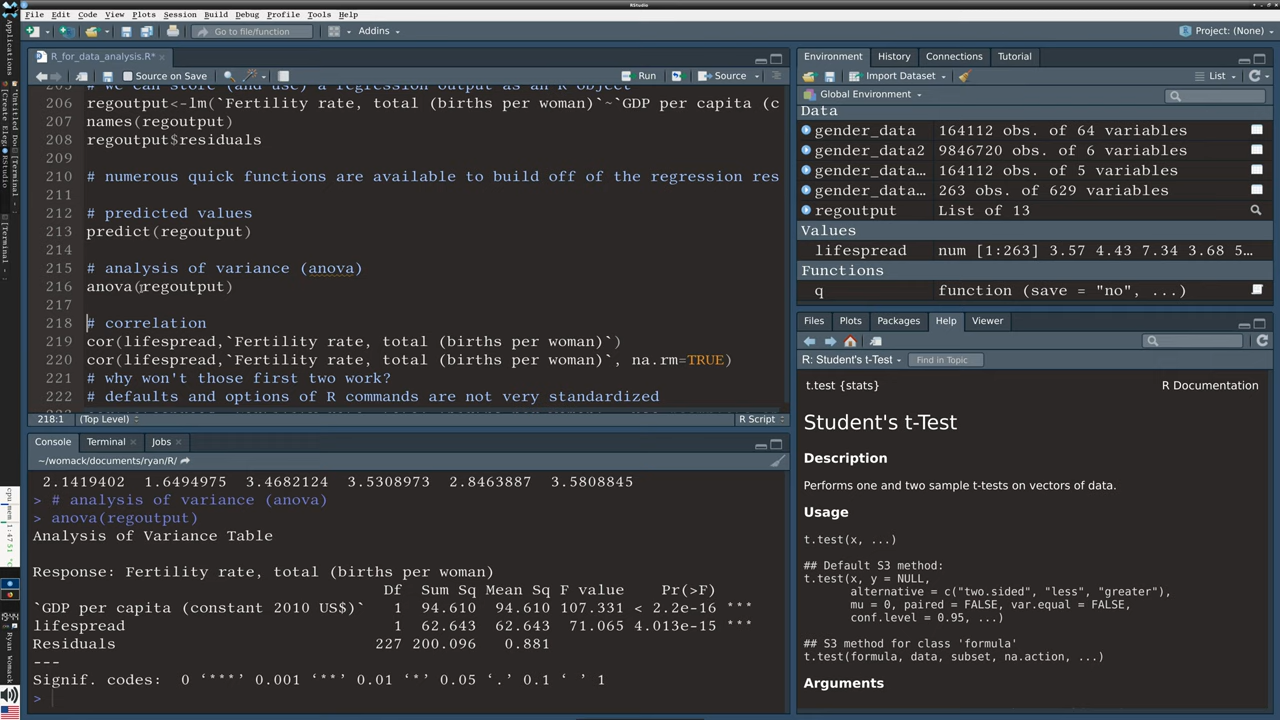 RStudio
File Edit Code View Plots Session Build Debug Profile Tools Help
Go to file/function
Addins
Project: (None)
R_for_data_analysis.R*
Source on Save
Run
Source
# we can store (and use) a regression output as an R object
206 regoutput<-lm(`Fertility rate, total (births per woman)`~`GDP per capita (c
207 names(regoutput)
208 regoutput$residuals
209
210 # numerous quick functions are available to build off of the regression res
211
212 # predicted values
213 predict(regoutput)
214
215 # analysis of variance (anova)
216 anova(regoutput)
217
218 # correlation
219 cor(lifespread,`Fertility rate, total (births per woman)`)
220 cor(lifespread,`Fertility rate, total (births per woman)`, na.rm=TRUE)
221 # why won't those first two work?
222 # defaults and options of R commands are not very standardized
218:1 (Top Level) R Script
Console Terminal Jobs
~/womack/documents/ryan/R/
2.1419402 1.6494975 3.4682124 3.5308973 2.8463887 3.5808845
> # analysis of variance (anova)
> anova(regoutput)
Analysis of Variance Table
Response: Fertility rate, total (births per woman)
Df Sum Sq Mean Sq F value Pr(>F)
`GDP per capita (constant 2010 US$)` 1 94.610 94.610 107.331 < 2.2e-16 ***
lifespread 1 62.643 62.643 71.065 4.013e-15 ***
Residuals 227 200.096 0.881
---
Signif. codes: 0 ‘***’ 0.001 ‘**’ 0.01 ‘*’ 0.05 ‘.’ 0.1 ‘ ’ 1
>
Environment History Connections Tutorial
Import Dataset
List
Global Environment
Data
gender_data 164112 obs. of 64 variables
gender_data2 9846720 obs. of 6 variables
gender_data... 164112 obs. of 5 variables
gender_data... 263 obs. of 629 variables
regoutput List of 13
Values
lifespread num [1:263] 3.57 4.43 7.34 3.68 5...
Functions
q function (save = "no", ...)
Files Plots Packages Help Viewer
R: Student's t-Test
Find in Topic
t.test {stats} R Documentation
Student's t-Test
Description
Performs one and two sample t-tests on vectors of data.
Usage
t.test(x, ...)
## Default S3 method:
t.test(x, y = NULL,
alternative = c("two.sided", "less", "greater"),
mu = 0, paired = FALSE, var.equal = FALSE,
conf.level = 0.95, ...)
## S3 method for class 'formula'
t.test(formula, data, subset, na.action, ...)
Arguments
Applications
RStudio
[Terminal
Ryan Womack